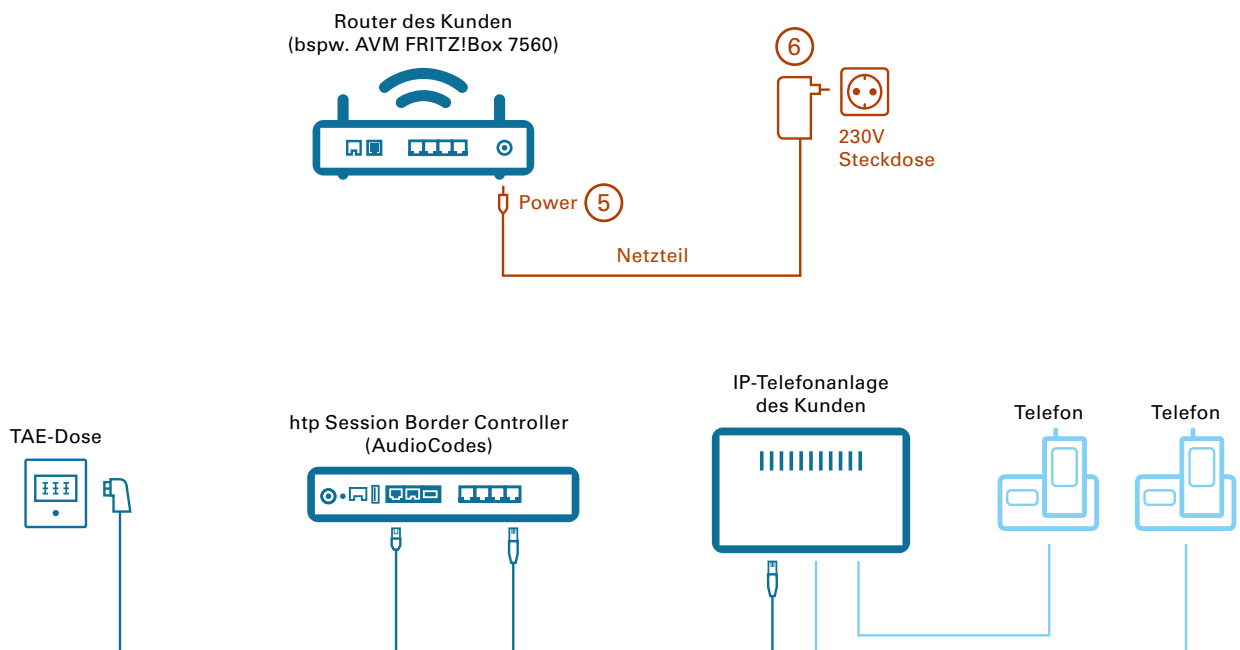 Router des Kunden
(bspw. AVM FRITZ!Box 7560)
6
230V
Steckdose
Power 5
Netzteil
IP-Telefonanlage
des Kunden
Telefon
Telefon
htp Session Border Controller
(AudioCodes)
TAE-Dose